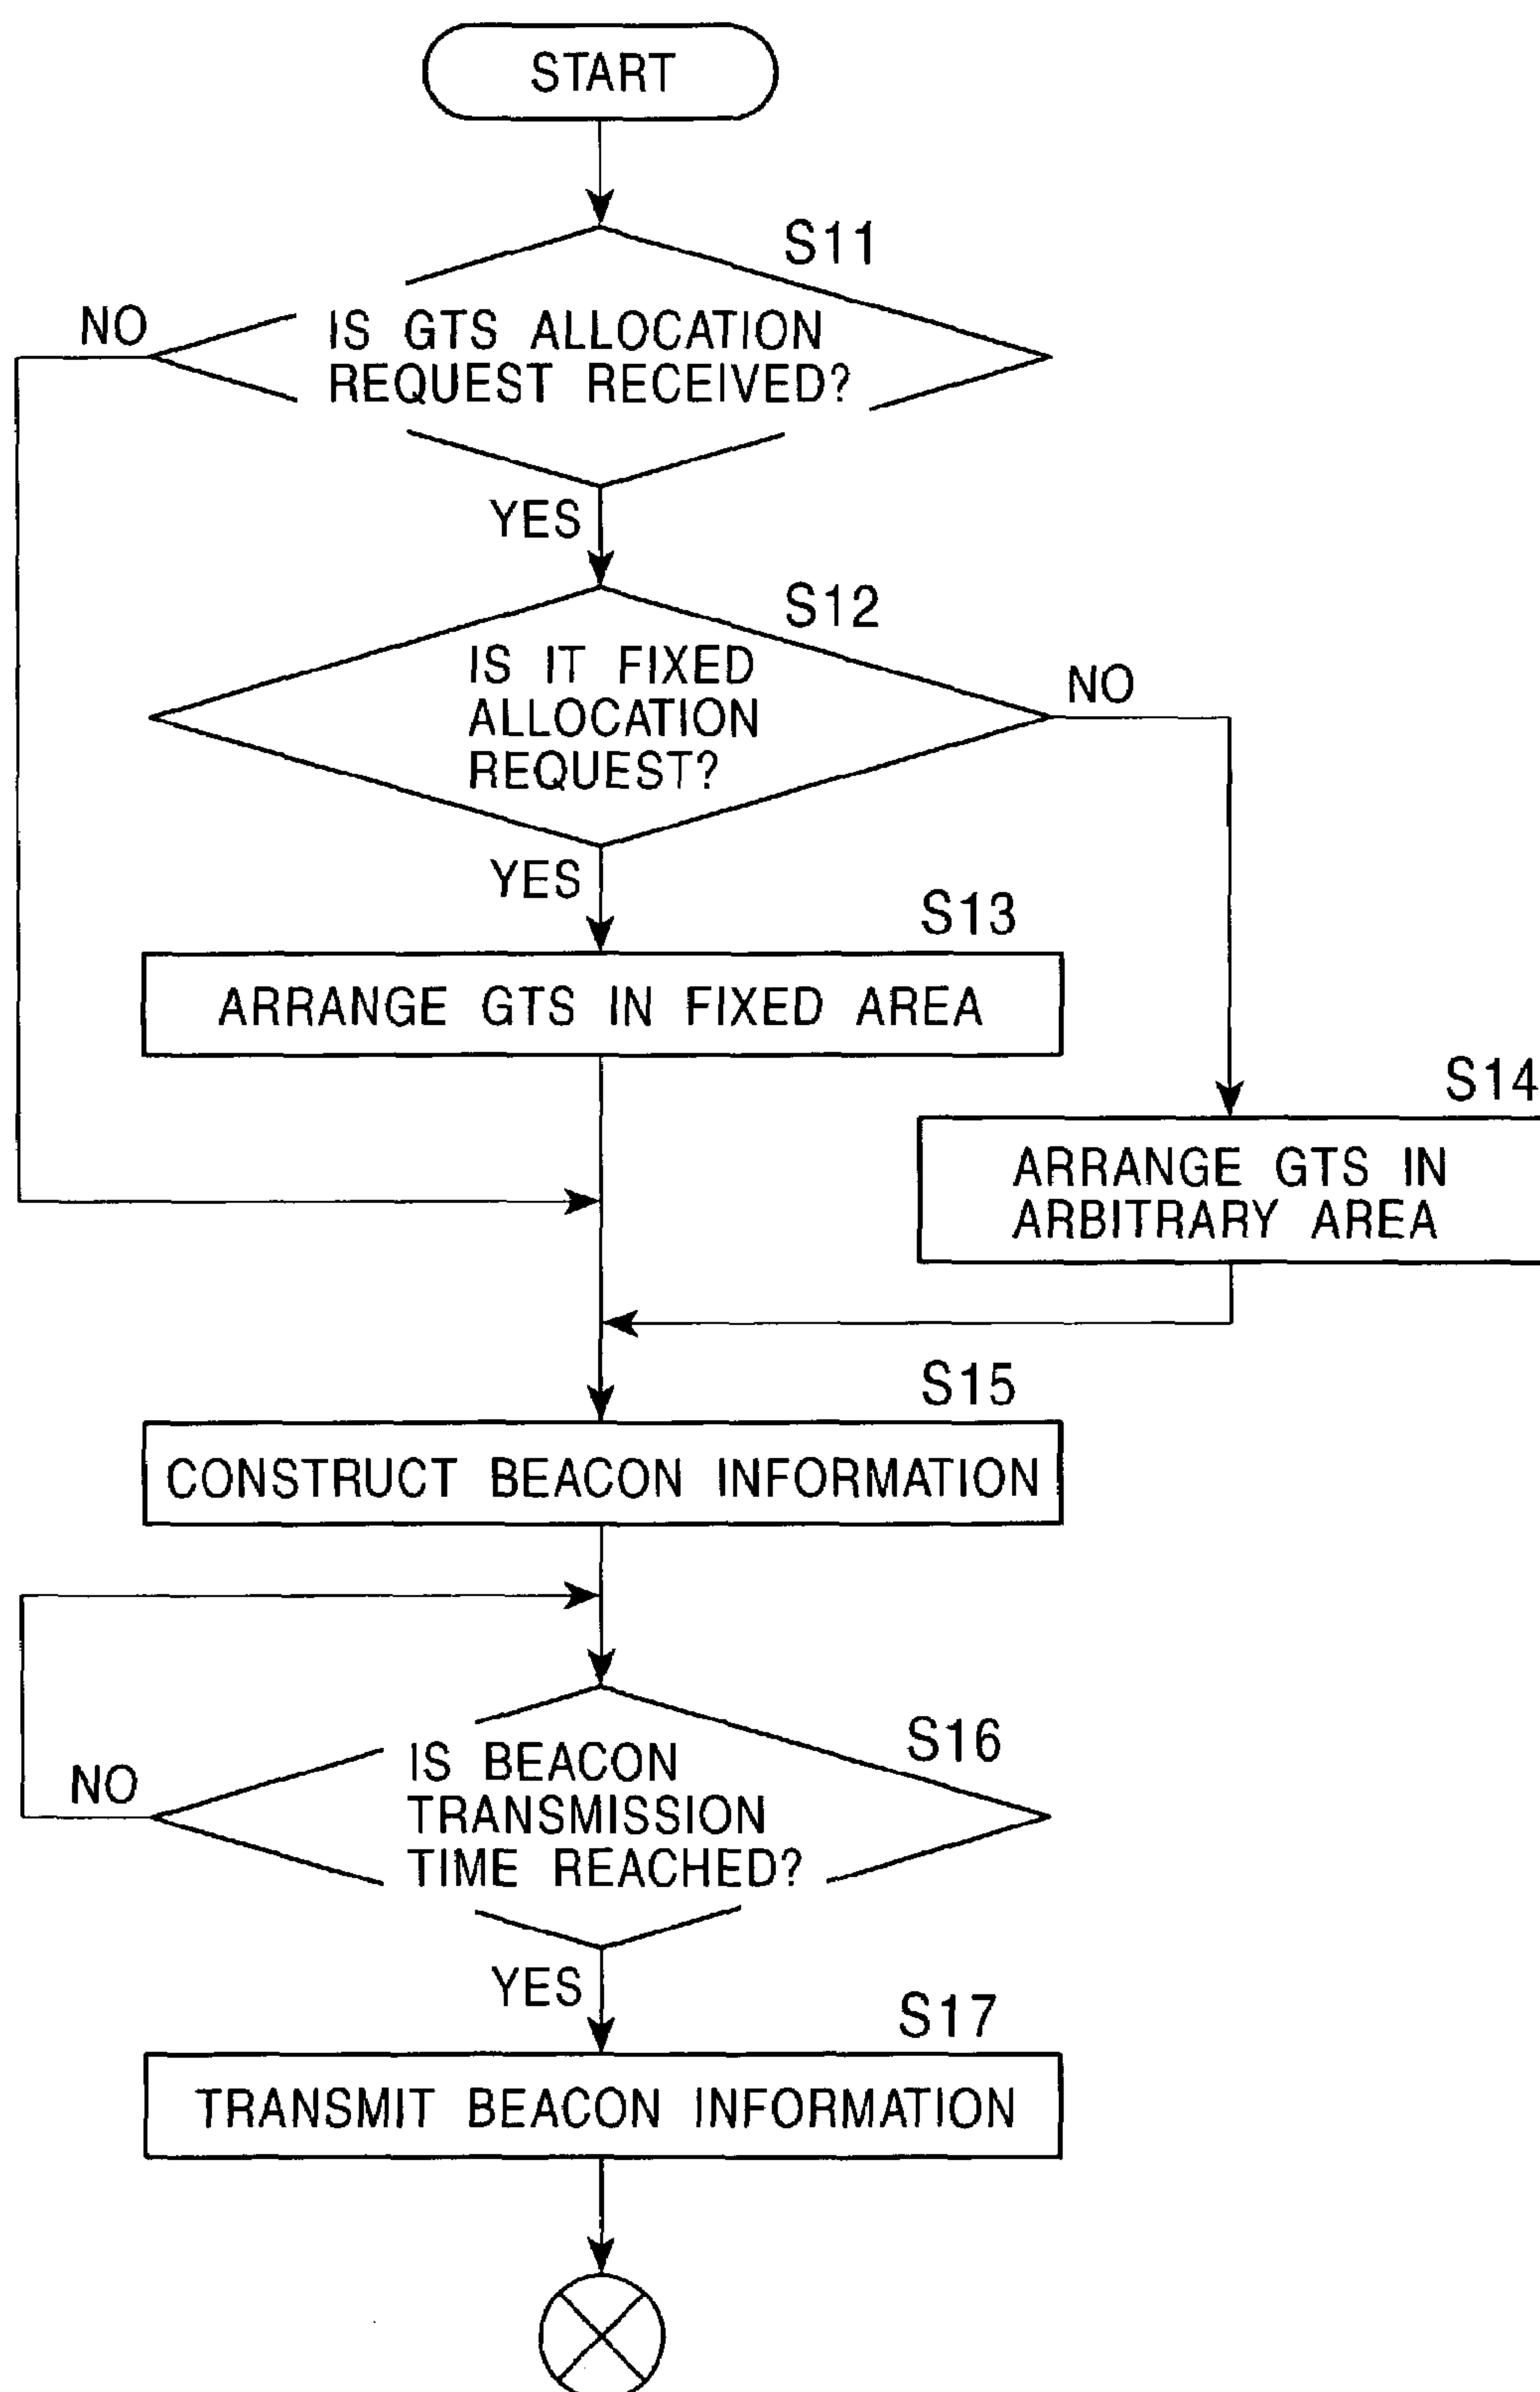 START
S11
NO
IS GTS ALLOCATION
REQUEST RECEIVED?
YES
S12
IS IT FIXED
ALLOCATION
REQUEST?
NO
YES
S13
ARRANGE GTS IN FIXED AREA
S14
ARRANGE GTS IN
ARBITRARY AREA
S15
CONSTRUCT BEACON INFORMATION
S16
IS BEACON
TRANSMISSION
TIME REACHED?
NO
YES
S17
TRANSMIT BEACON INFORMATION